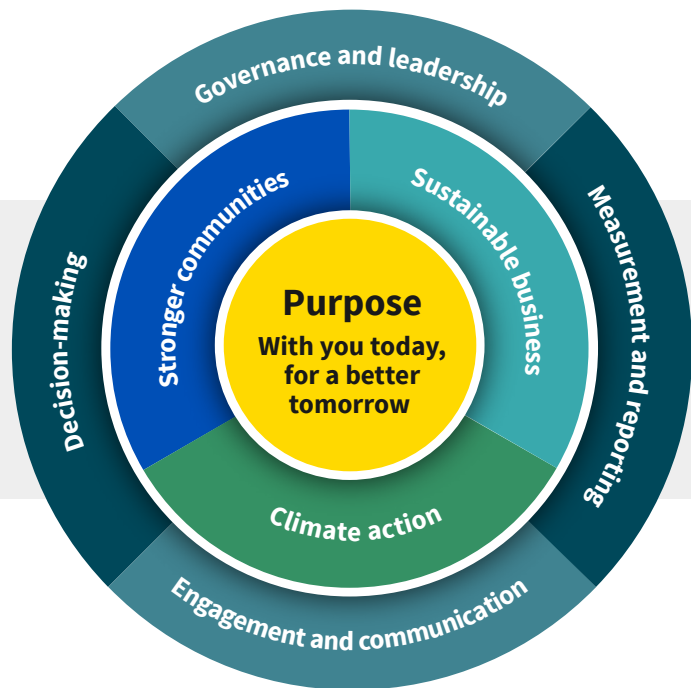 Governance and leadership
Stronger communities
Sustainable business
Measurement and reporting
Decision-making
Purpose
With you today,
for a better
tomorrow
Climate action
Engagement and communication